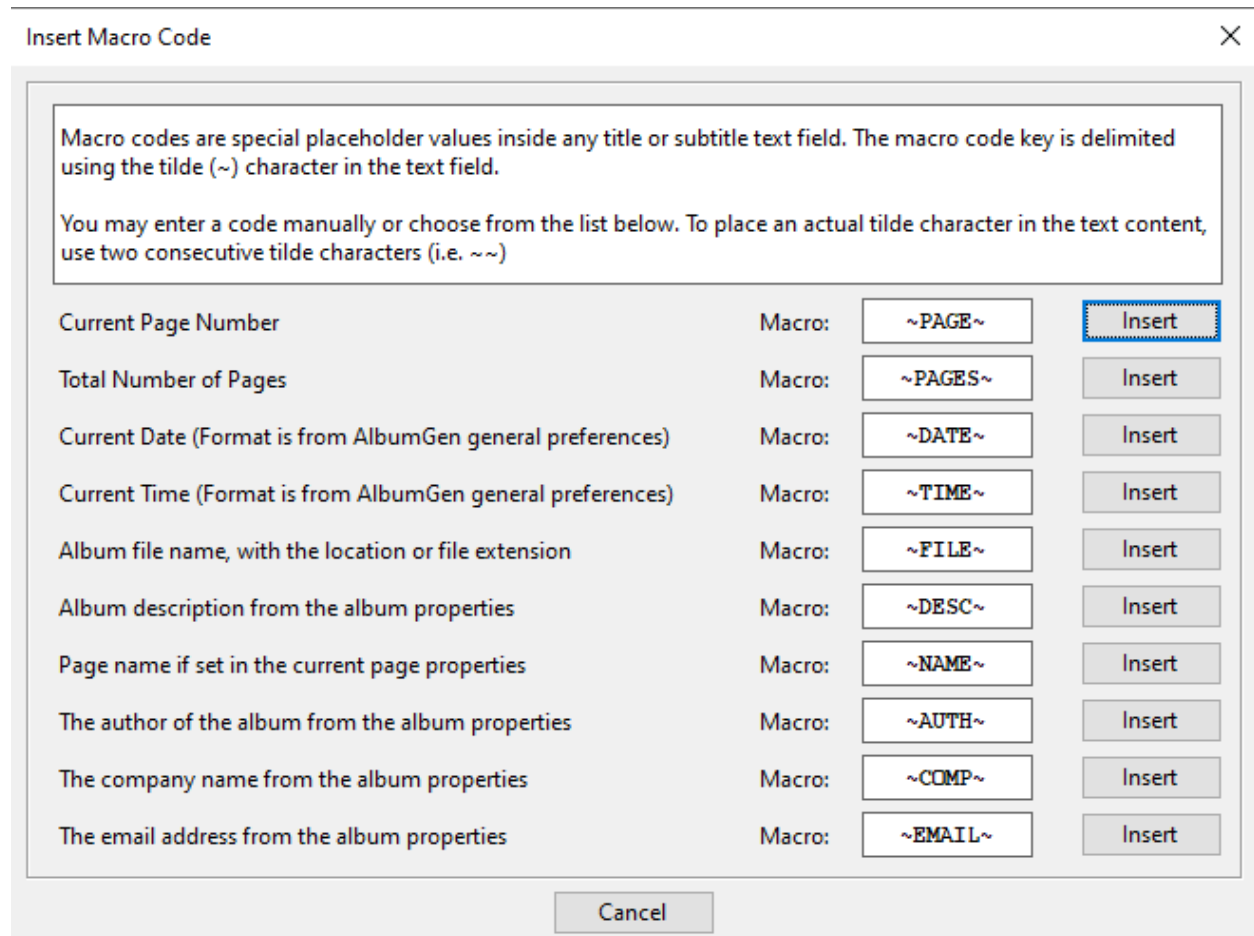 Insert Macro Code
Macro codes are special placeholder values inside any title or subtitle text field. The macro code key is delimited
using the tilde (~) character in the text field.
You may enter a code manually or choose from the list below. To place an actual tilde character in the text content,
use two consecutive tilde characters (i.e. ~~)
Current Page Number Macro: ~PAGE~ Insert
Total Number of Pages Macro: ~PAGES~ Insert
Current Date (Format is from AlbumGen general preferences) Macro: ~DATE~ Insert
Current Time (Format is from AlbumGen general preferences) Macro: ~TIME~ Insert
Album file name, with the location or file extension Macro: ~FILE~ Insert
Album description from the album properties Macro: ~DESC~ Insert
Page name if set in the current page properties Macro: ~NAME~ Insert
The author of the album from the album properties Macro: ~AUTH~ Insert
The company name from the album properties Macro: ~COMP~ Insert
The email address from the album properties Macro: ~EMAIL~ Insert
Cancel